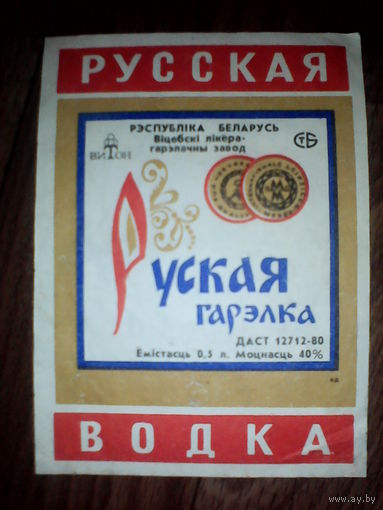 РУССКАЯ
РЭСПУБЛІКА БЕЛАРУСЬ
Віцебскі лікёра-
гарэлачны завод
ВИТОН
СТБ
Руская
гарэлка
ДАСТ 12712-80
Ёмістасць 0,5 л. Моцнасць 40%
ВОДКА
www.ay.by